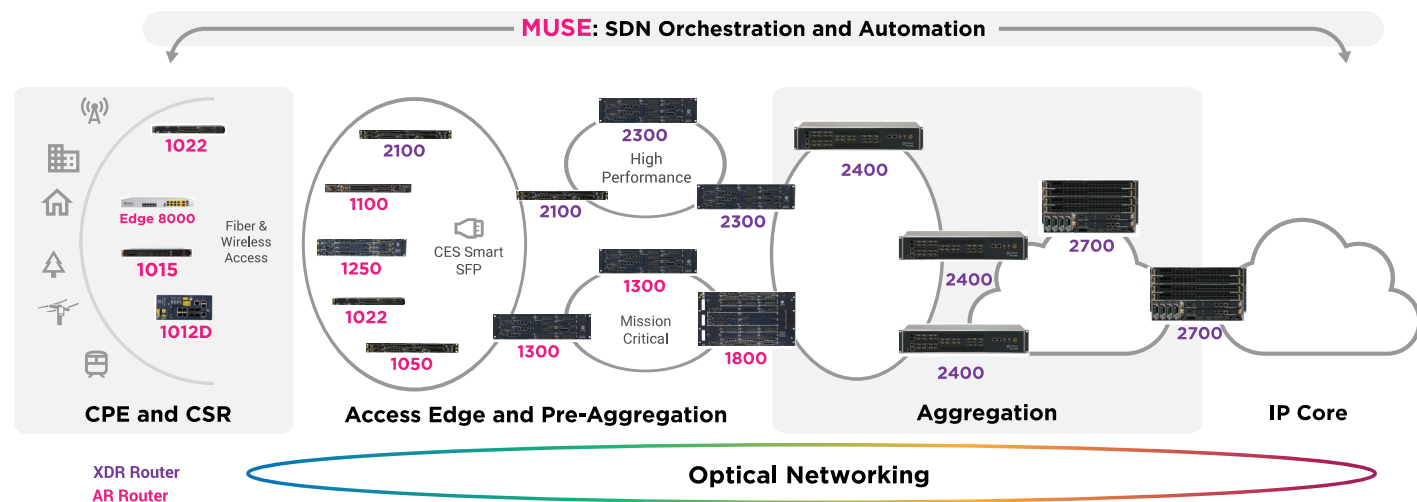 MUSE: SDN Orchestration and Automation
1022
Edge 8000
1015
1012D
Fiber &
Wireless
Access
CPE and CSR
2100
1100
1250
1022
1050
CES Smart
SFP
2100
1300
2300
High
Performance
2300
1300
Mission
Critical
1800
Access Edge and Pre-Aggregation
2400
2400
2400
2700
2700
Aggregation
IP Core
XDR Router
AR Router
Optical Networking